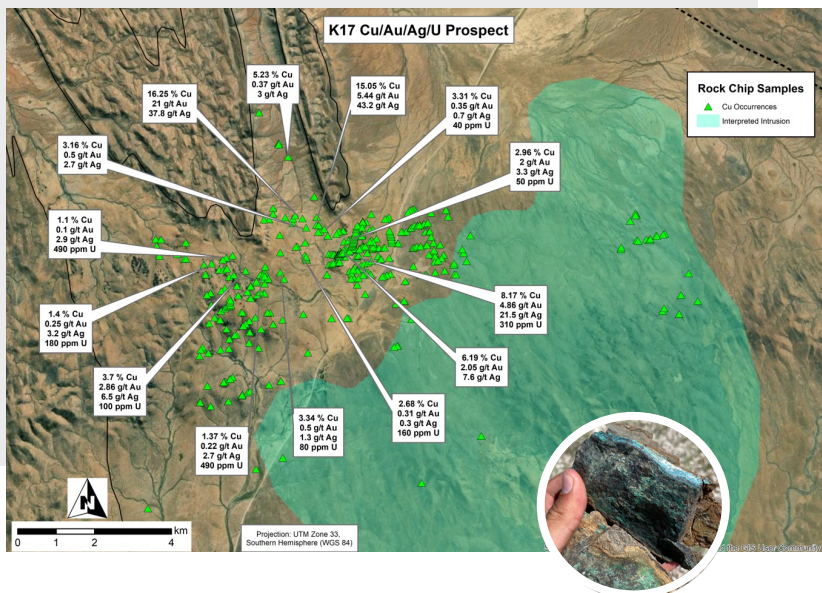 K17 Cu/Au/Ag/U Prospect
Rock Chip Samples
Cu Occurrences
Interpreted Intrusion
5.23 % Cu
0.37 g/t Au
3 g/t Ag
16.25 % Cu
21 g/t Au
37.8 g/t Ag
15.05 % Cu
5.44 g/t Au
43.2 g/t Ag
3.31 % Cu
0.35 g/t Au
0.7 g/t Ag
40 ppm U
3.16 % Cu
0.5 g/t Au
2.7 g/t Ag
2.96 % Cu
2 g/t Au
3.3 g/t Ag
50 ppm U
1.1 % Cu
0.1 g/t Au
2.9 g/t Ag
490 ppm U
8.17 % Cu
4.86 g/t Au
21.5 g/t Ag
310 ppm U
1.4 % Cu
0.25 g/t Au
3.2 g/t Ag
180 ppm U
6.19 % Cu
2.05 g/t Au
7.6 g/t Ag
3.7 % Cu
2.86 g/t Au
6.5 g/t Ag
100 ppm U
2.68 % Cu
0.31 g/t Au
0.3 g/t Ag
160 ppm U
3.34 % Cu
0.5 g/t Au
1.3 g/t Ag
80 ppm U
1.37 % Cu
0.22 g/t Au
2.7 g/t Ag
490 ppm U
N
km
0 1 2 4
Projection: UTM Zone 33,
Southern Hemisphere (WGS 84)
the GIS User Community